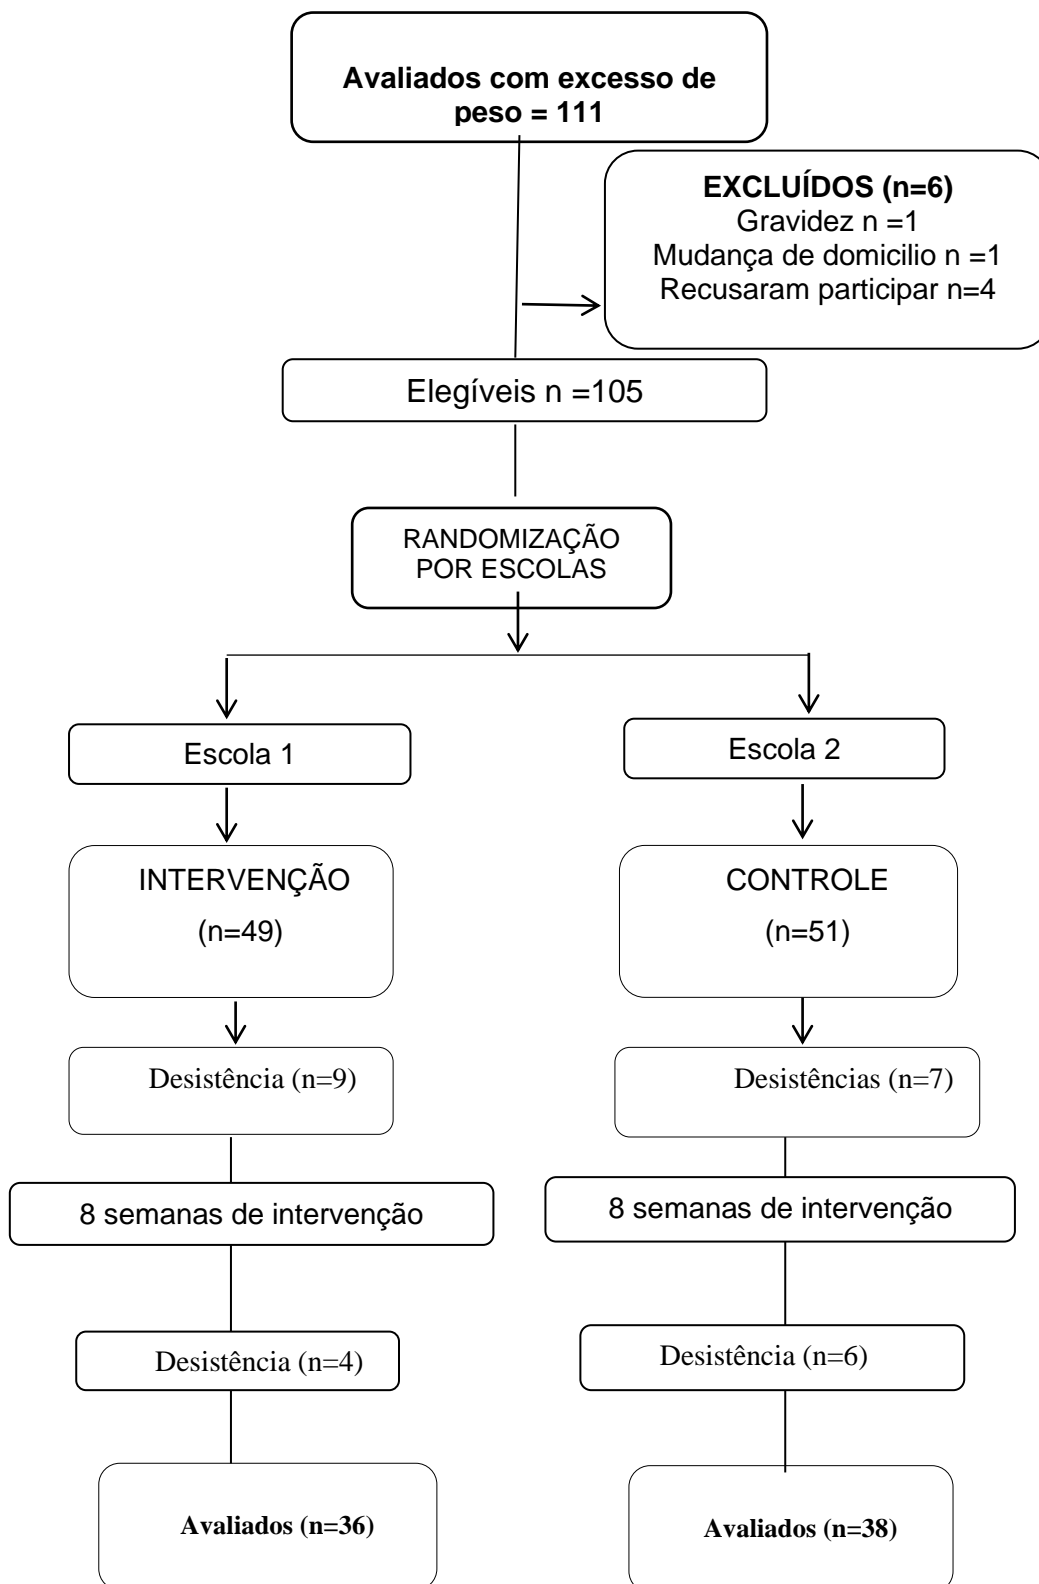 Avaliados com excesso de
peso = 111
EXCLUÍDOS (n=6)
Gravidez n =1
Mudança de domicilio n =1
Recusaram participar n=4
Elegíveis n =105
RANDOMIZAÇÃO
POR ESCOLAS
Escola 1
Escola 2
INTERVENÇÃO
(n=49)
CONTROLE
(n=51)
Desistência (n=9)
Desistências (n=7)
8 semanas de intervenção
8 semanas de intervenção
Desistência (n=4)
Desistência (n=6)
Avaliados (n=36)
Avaliados (n=38)